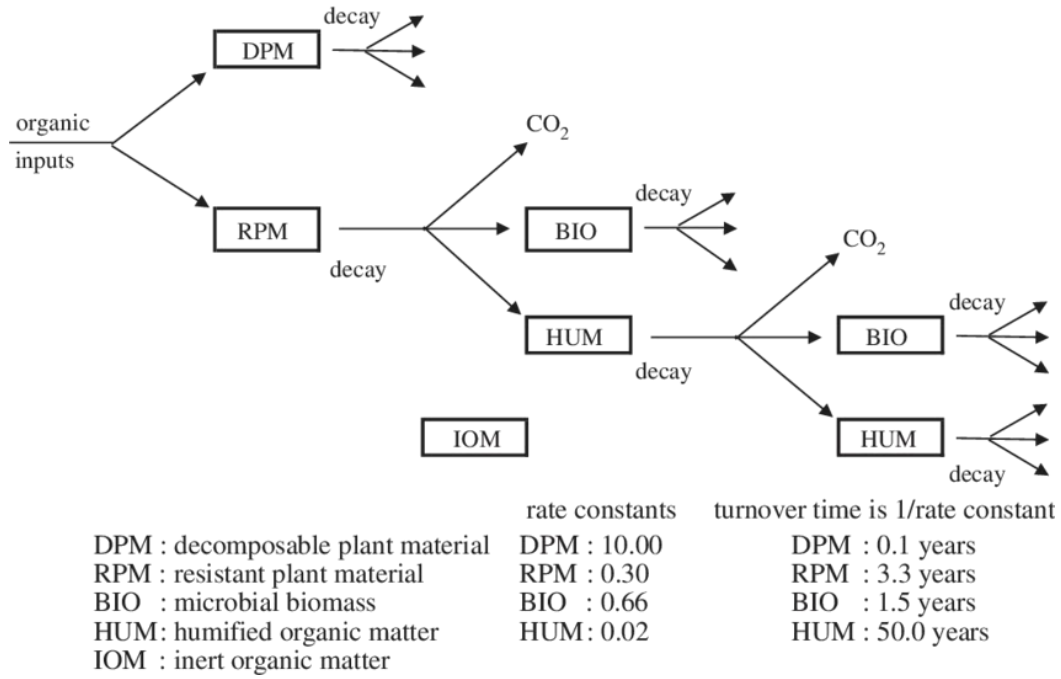 decay
DPM
organic
inputs
CO₂
decay
RPM
BIO
decay
CO₂
decay
HUM
BIO
decay
IOM
HUM
decay
rate constants turnover time is 1/rate constant
DPM : decomposable plant material DPM : 10.00 DPM : 0.1 years
RPM : resistant plant material RPM : 0.30 RPM : 3.3 years
BIO : microbial biomass BIO : 0.66 BIO : 1.5 years
HUM : humified organic matter HUM : 0.02 HUM : 50.0 years
IOM : inert organic matter